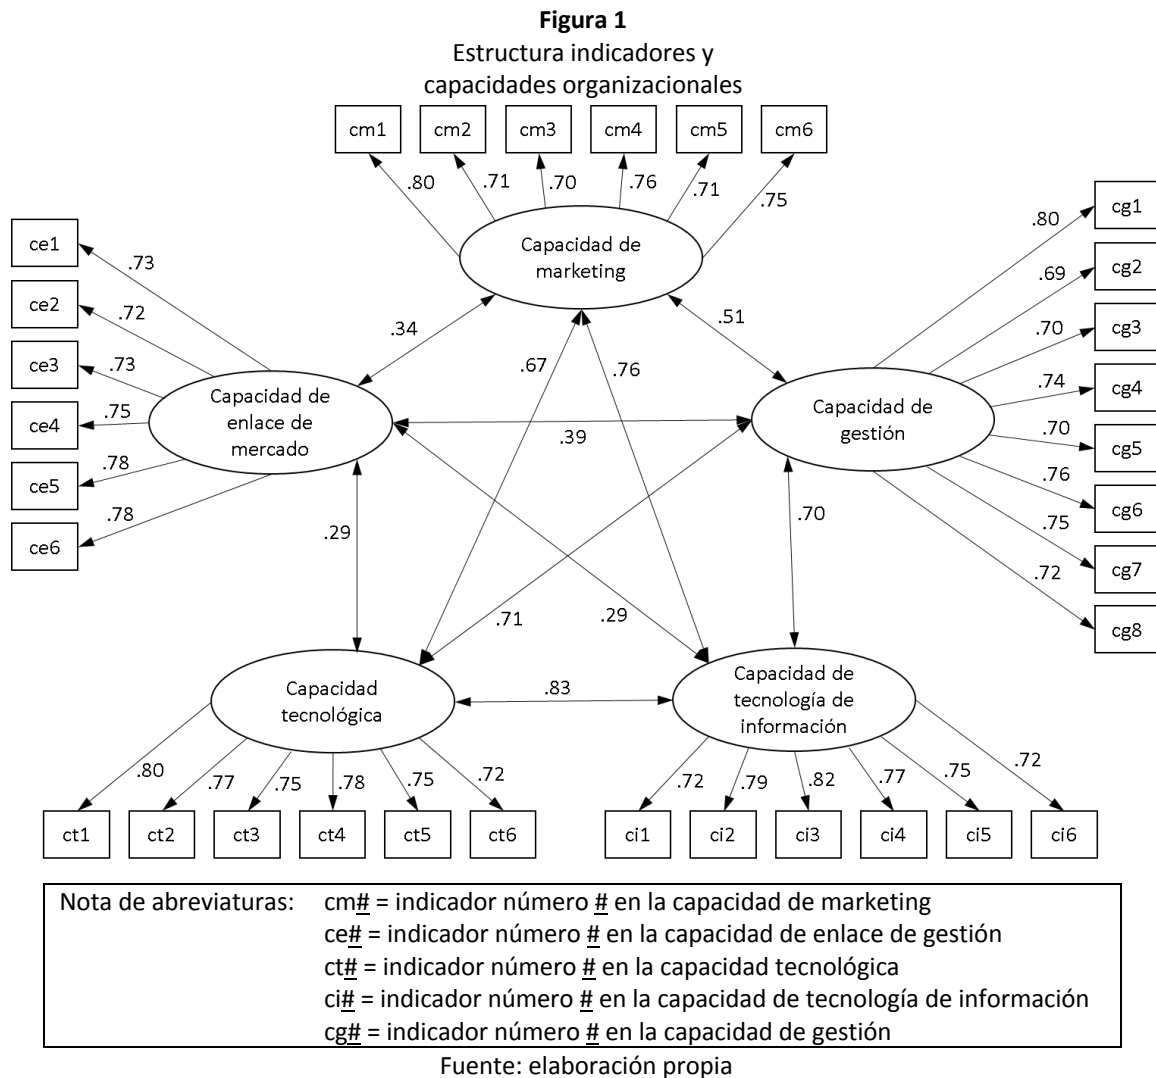 Figura 1
Estructura indicadores y
capacidades organizacionales
cm1 cm2 cm3 cm4 cm5 cm6
.80 .71 .70 .76 .71 .75
Capacidad de
marketing
ce1
ce2
ce3
ce4
ce5
ce6
.73
.72
.73
.75
.78
.78
Capacidad de
enlace de
mercado
cg1
cg2
cg3
cg4
cg5
cg6
cg7
cg8
.80
.69
.70
.74
.70
.76
.75
.72
Capacidad de
gestión
.34
.51
.67
.76
.39
.29
.70
.71
.29
.83
Capacidad
tecnológica
.80 .77 .75 .78 .75 .72
ct1 ct2 ct3 ct4 ct5 ct6
Capacidad de
tecnología de
información
.72 .79 .82 .77 .75 .72
ci1 ci2 ci3 ci4 ci5 ci6
Nota de abreviaturas: cm# = indicador número # en la capacidad de marketing
ce# = indicador número # en la capacidad de enlace de gestión
ct# = indicador número # en la capacidad tecnológica
ci# = indicador número # en la capacidad de tecnología de información
cg# = indicador número # en la capacidad de gestión
Fuente: elaboración propia